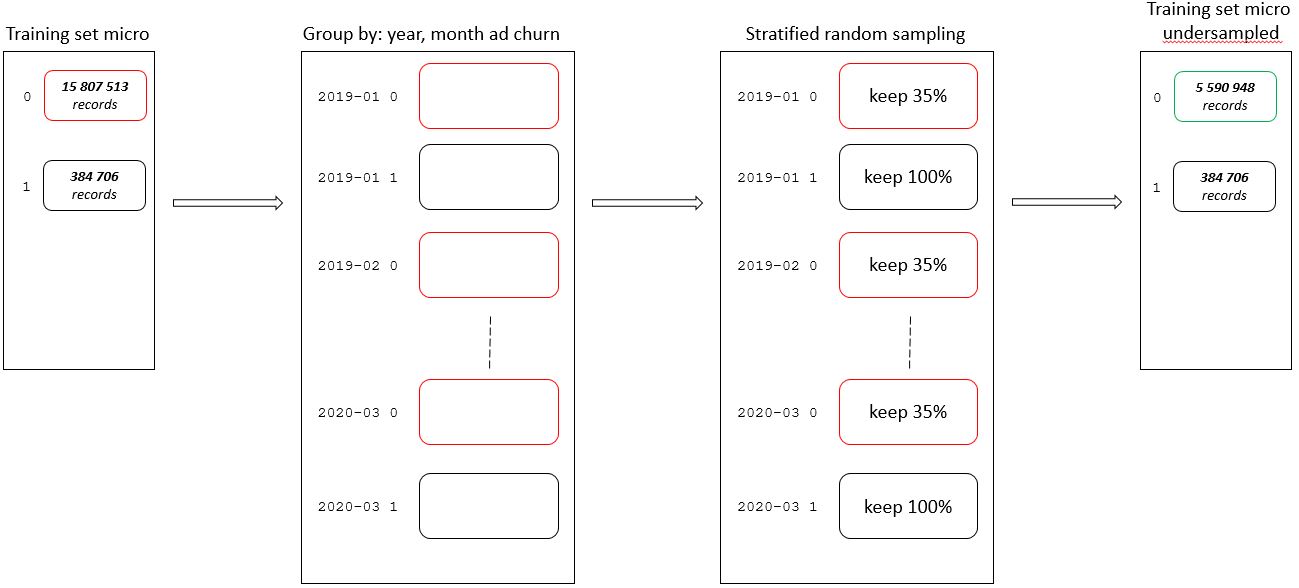 Training set micro
0
15 807 513
records
1
384 706
records
Group by: year, month ad churn
2019-01 0
2019-01 1
2019-02 0
2020-03 0
2020-03 1
Stratified random sampling
2019-01 0 keep 35%
2019-01 1 keep 100%
2019-02 0 keep 35%
2020-03 0 keep 35%
2020-03 1 keep 100%
Training set micro
undersampled
0
5 590 948
records
1
384 706
records